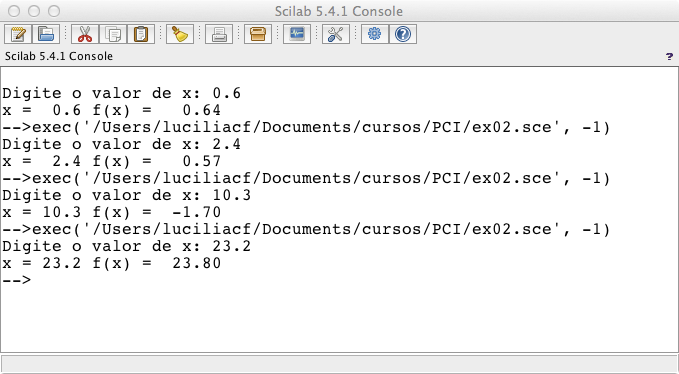 Scilab 5.4.1 Console
Scilab 5.4.1 Console ?
Digite o valor de x: 0.6
x =  0.6 f(x) =   0.64
-->exec('/Users/luciliacf/Documents/cursos/PCI/ex02.sce', -1)
Digite o valor de x: 2.4
x =  2.4 f(x) =   0.57
-->exec('/Users/luciliacf/Documents/cursos/PCI/ex02.sce', -1)
Digite o valor de x: 10.3
x = 10.3 f(x) =  -1.70
-->exec('/Users/luciliacf/Documents/cursos/PCI/ex02.sce', -1)
Digite o valor de x: 23.2
x = 23.2 f(x) =  23.80
-->